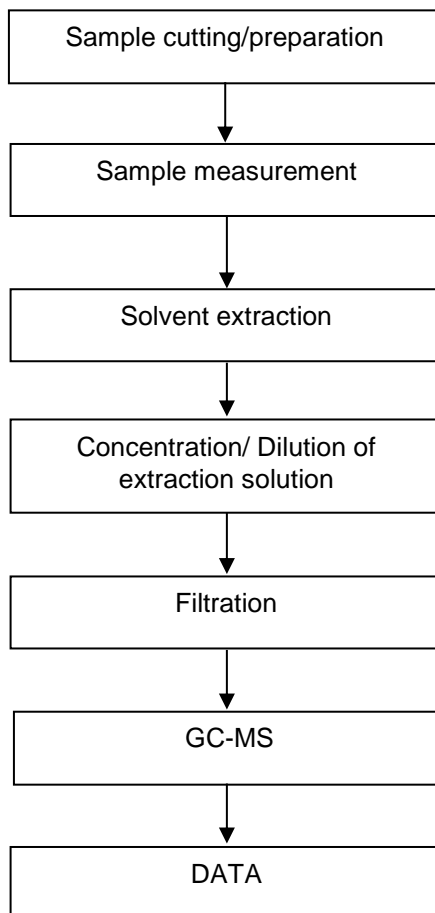 Sample cutting/preparation
Sample measurement
Solvent extraction
Concentration/ Dilution of
extraction solution
Filtration
GC-MS
DATA